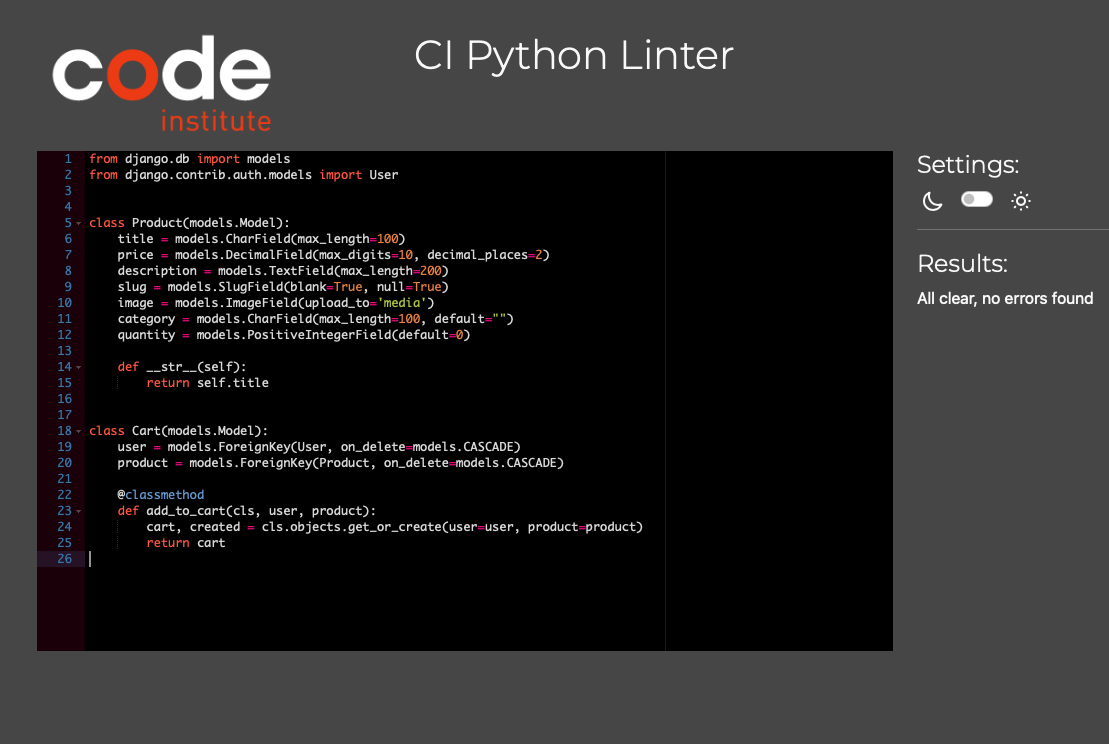 code
institute
CI Python Linter
1 from django.db import models
2 from django.contrib.auth.models import User
3
4
5 class Product(models.Model):
6     title = models.CharField(max_length=100)
7     price = models.DecimalField(max_digits=10, decimal_places=2)
8     description = models.TextField(max_length=200)
9     slug = models.SlugField(blank=True, null=True)
10     image = models.ImageField(upload_to='media')
11     category = models.CharField(max_length=100, default="")
12     quantity = models.PositiveIntegerField(default=0)
13
14     def __str__(self):
15         return self.title
16
17
18 class Cart(models.Model):
19     user = models.ForeignKey(User, on_delete=models.CASCADE)
20     product = models.ForeignKey(Product, on_delete=models.CASCADE)
21
22     @classmethod
23     def add_to_cart(cls, user, product):
24         cart, created = cls.objects.get_or_create(user=user, product=product)
25         return cart
26
Settings:
Results:
All clear, no errors found